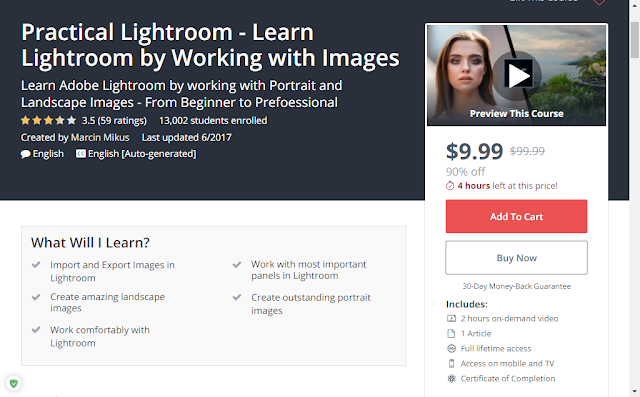 Practical Lightroom - Learn
Lightroom by Working with Images
Learn Adobe Lightroom by working with Portrait and
Landscape Images - From Beginner to Prefoessional
3.5 (59 ratings) 13,002 students enrolled
Created by Marcin Mikus Last updated 6/2017
English English [Auto-generated]
Preview This Course
$9.99 $99.99
90% off
4 hours left at this price!
Add To Cart
Buy Now
30-Day Money-Back Guarantee
Includes:
2 hours on-demand video
1 Article
Full lifetime access
Access on mobile and TV
Certificate of Completion
What Will I Learn?
Import and Export Images in
Lightroom
Create amazing landscape
images
Work comfortably with
Lightroom
Work with most important
panels in Lightroom
Create outstanding portrait
images